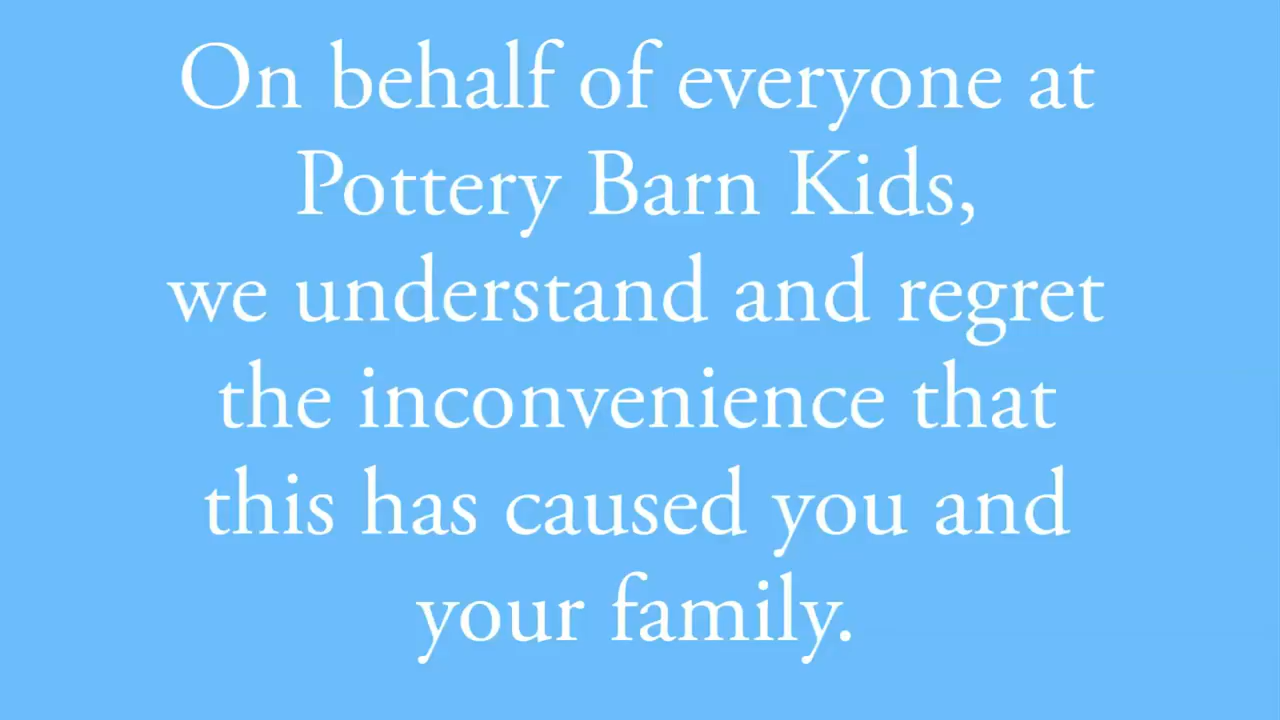 On behalf of everyone at
Pottery Barn Kids,
we understand and regret
the inconvenience that
this has caused you and
your family.